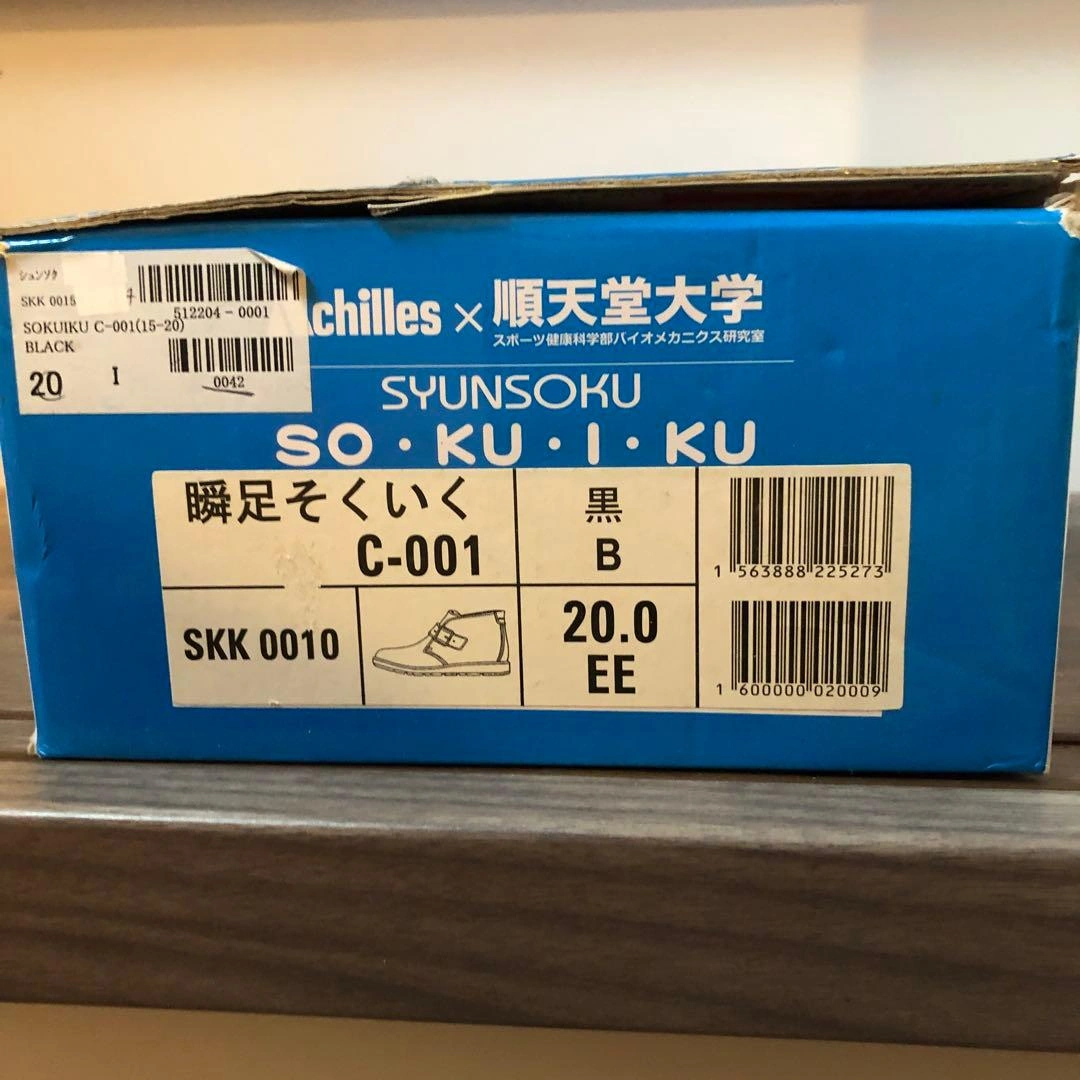 シュンソク
SKK 0015
512204-0001
SOKUIKU C-001(15-20)
BLACK
20 I
0042
Achilles × 順天堂大学
スポーツ健康科学部バイオメカニクス研究室
SYUNSOKU
SO・KU・I・KU
瞬足そくいく
C-001
黒
B
SKK 0010
20.0
EE
1 563888 225273
1 600000 020009